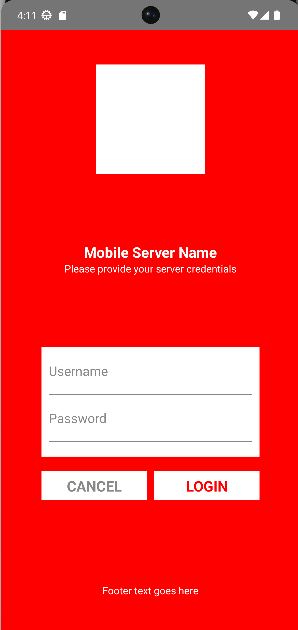 4:11
Mobile Server Name
Please provide your server credentials
Username
Password
CANCEL LOGIN
Footer text goes here